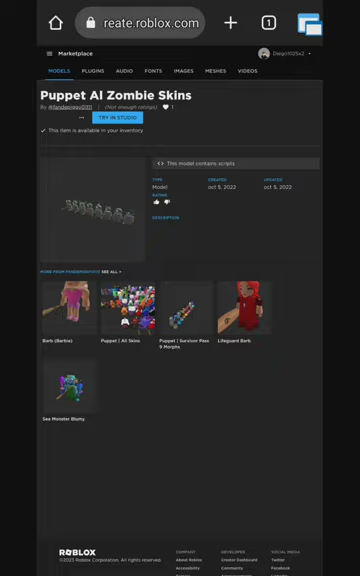 reate.roblox.com
1
Marketplace
Diego1025x2
MODELS PLUGINS AUDIO FONTS IMAGES MESHES VIDEOS
Puppet AI Zombie Skins
(Not enough ratings) 1
TRY IN STUDIO
This item is available in your inventory
This model contains scripts
TYPE CREATED UPDATED
Model oct 5, 2022 oct 5, 2022
RATING
DESCRIPTION
SEE ALL >
Barb (Barbie) Puppet | All Skins Puppet | Survivor Pass Lifeguard Barb
9 Morphs
Sea Monster Blumy
ROBLOX COMPANY DEVELOPER SOCIAL MEDIA
©2023 Roblox Corporation. All rights reserved. About Roblox Creator Dashboard Twitter
Accessibility Community Facebook